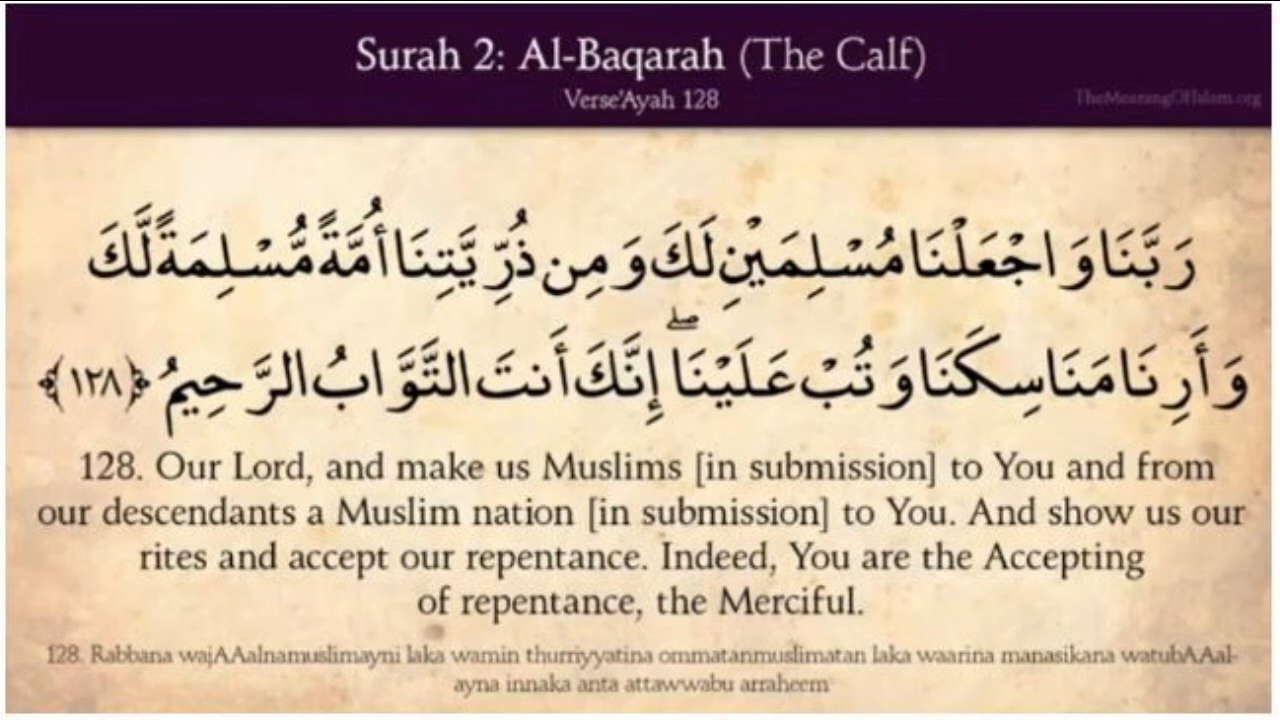 Surah 2: Al-Baqarah (The Calf)
Verse'Ayah 128
TheMeaningOfIslam.org
رَبَّنَا وَاجْعَلْنَا مُسْلِمَيْنِ لَكَ وَمِن ذُرِّيَّتِنَا أُمَّةً مُّسْلِمَةً لَّكَ
وَأَرِنَا مَنَاسِكَنَا وَتُبْ عَلَيْنَا ۖ إِنَّكَ أَنتَ التَّوَّابُ الرَّحِيمُ ﴿١٢٨﴾
128. Our Lord, and make us Muslims [in submission] to You and from
our descendants a Muslim nation [in submission] to You. And show us our
rites and accept our repentance. Indeed, You are the Accepting
of repentance, the Merciful.
128. Rabbana wajAAalnamuslimayni laka wamin thurriyyatina ommatanmuslimatan laka waarina manasikana watubAAal-
ayna innaka anta attawwabu arraheem